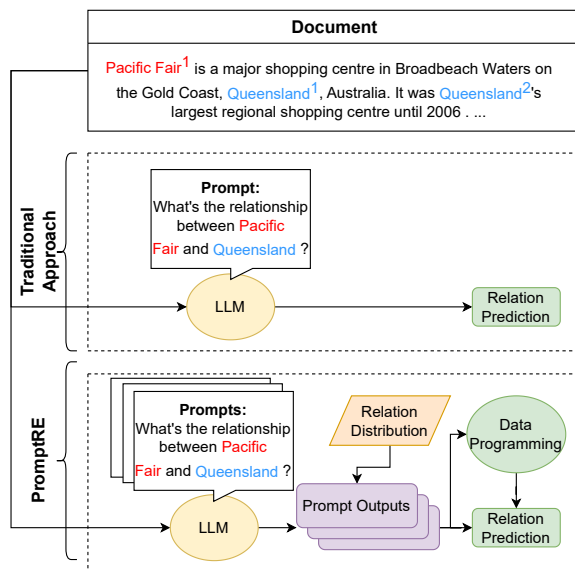 Document
Pacific Fair¹ is a major shopping centre in Broadbeach Waters on
the Gold Coast, Queensland¹, Australia. It was Queensland²'s
largest regional shopping centre until 2006 . ...
Traditional
Approach
Prompt:
What's the relationship
between Pacific
Fair and Queensland ?
LLM
Relation
Prediction
PromptRE
Prompts:
What's the relationship
between Pacific
Fair and Queensland ?
LLM
Relation
Distribution
Prompt Outputs
Data
Programming
Relation
Prediction